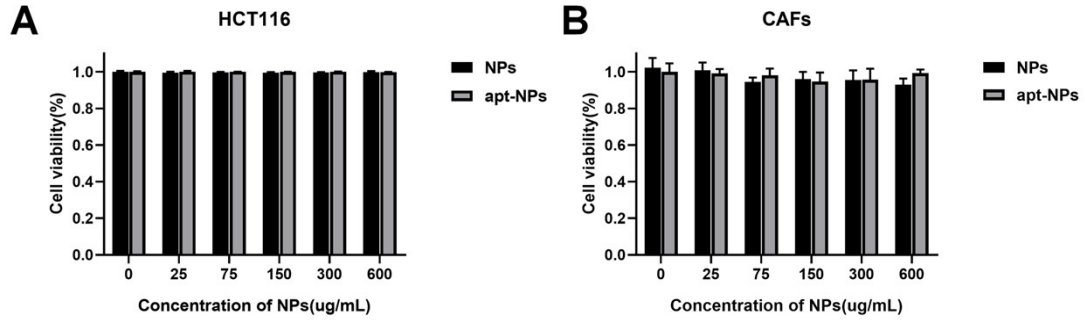 A
HCT116
Cell viability(%)
1.0
0.8
0.6
0.4
0.2
0.0
0 25 75 150 300 600
Concentration of NPs(ug/mL)
NPs
apt-NPs
B
CAFs
Cell viability(%)
1.0
0.8
0.6
0.4
0.2
0.0
0 25 75 150 300 600
Concentration of NPs(ug/mL)
NPs
apt-NPs